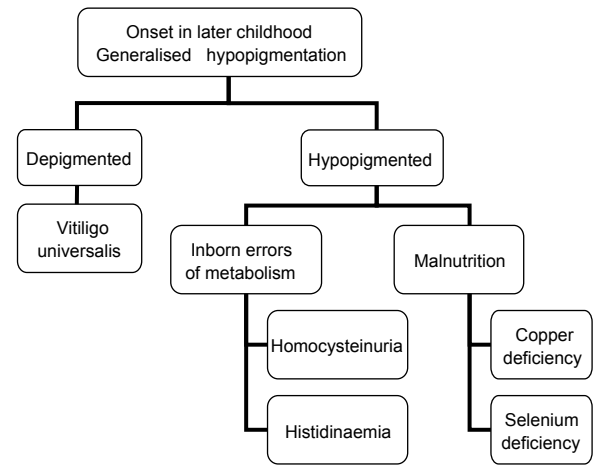 Onset in later childhood
Generalised hypopigmentation
Depigmented
Hypopigmented
Vitiligo
universalis
Inborn errors
of metabolism
Malnutrition
Homocysteinuria
Copper
deficiency
Histidinaemia
Selenium
deficiency